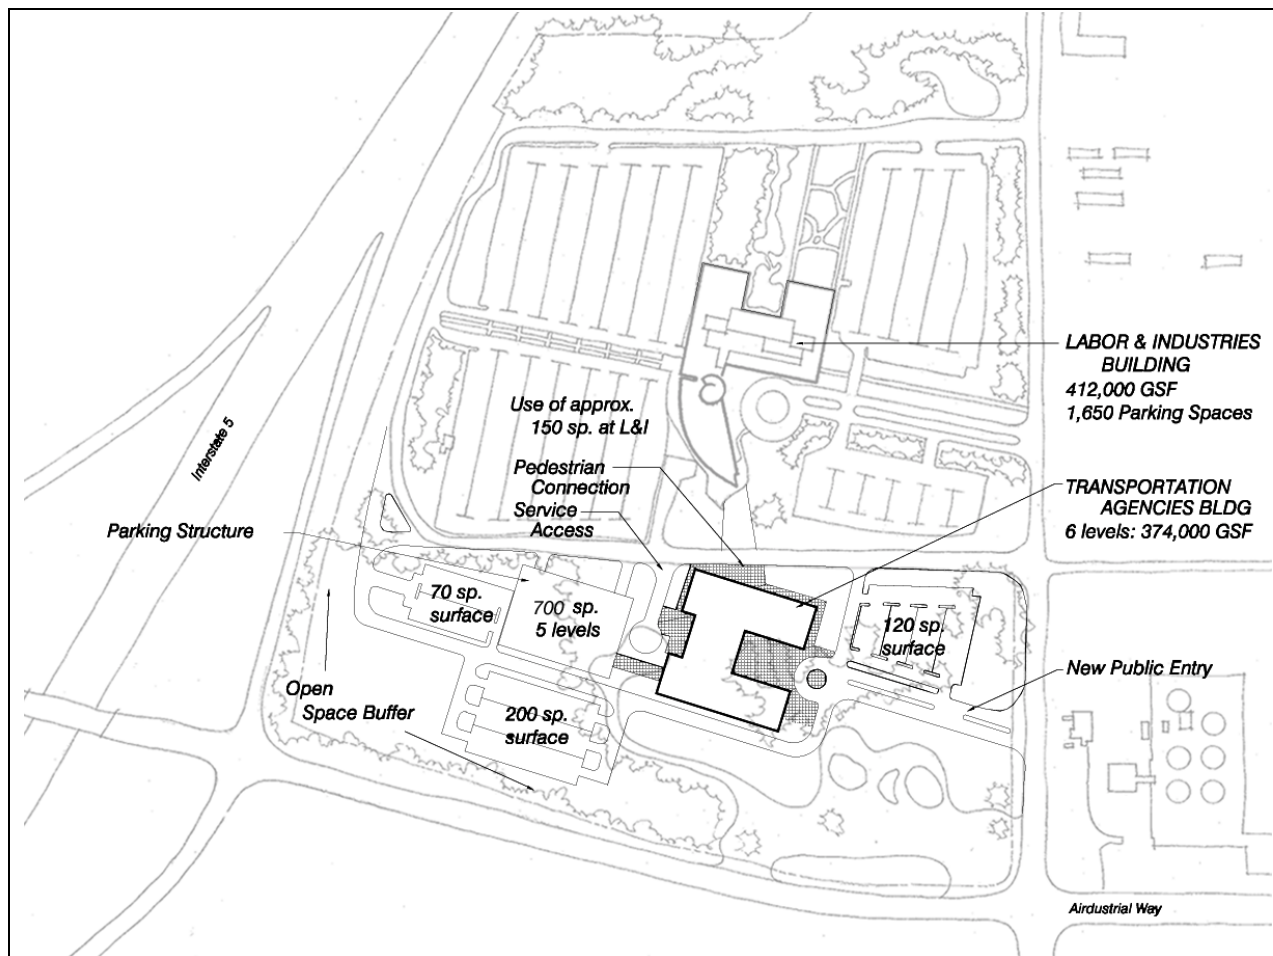 LABOR & INDUSTRIES
BUILDING
412,000 GSF
1,650 Parking Spaces
Use of approx.
150 sp. at L&I
Interstate 5
Pedestrian
Connection
Service
Access
TRANSPORTATION
AGENCIES BLDG
6 levels: 374,000 GSF
Parking Structure
70 sp.
surface
700 sp.
5 levels
120 sp.
surface
New Public Entry
Open
Space Buffer
200 sp.
surface
Airdustrial Way